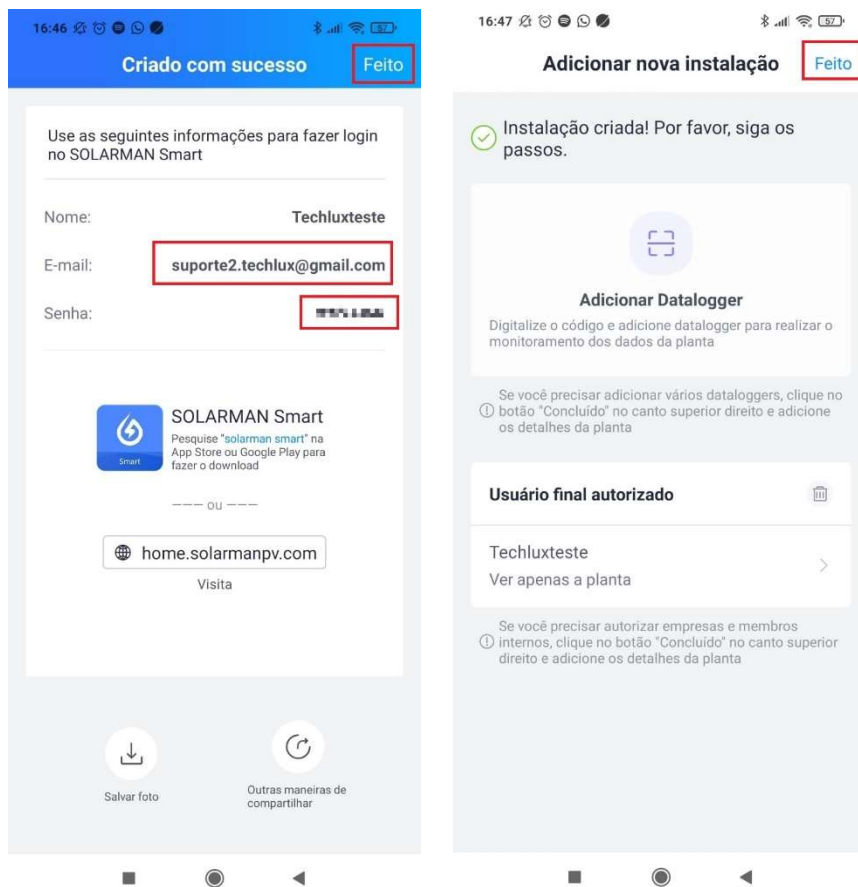 16:46
57
Criado com sucesso
Feito
Use as seguintes informações para fazer login
no SOLARMAN Smart
Nome:
Techluxteste
E-mail:
suporte2.techlux@gmail.com
Senha:
Smart
SOLARMAN Smart
Pesquise "solarman smart" na
App Store ou Google Play para
fazer o download
ou
home.solarmanpv.com
Visita
Salvar foto
Outras maneiras de
compartilhar
16:47
57
Adicionar nova instalação
Feito
Instalação criada! Por favor, siga os
passos.
Adicionar Datalogger
Digitalize o código e adicione datalogger para realizar o
monitoramento dos dados da planta
Se você precisar adicionar vários dataloggers, clique no
botão "Concluído" no canto superior direito e adicione
os detalhes da planta
Usuário final autorizado
Techluxteste
Ver apenas a planta
Se você precisar autorizar empresas e membros
internos, clique no botão "Concluído" no canto superior
direito e adicione os detalhes da planta